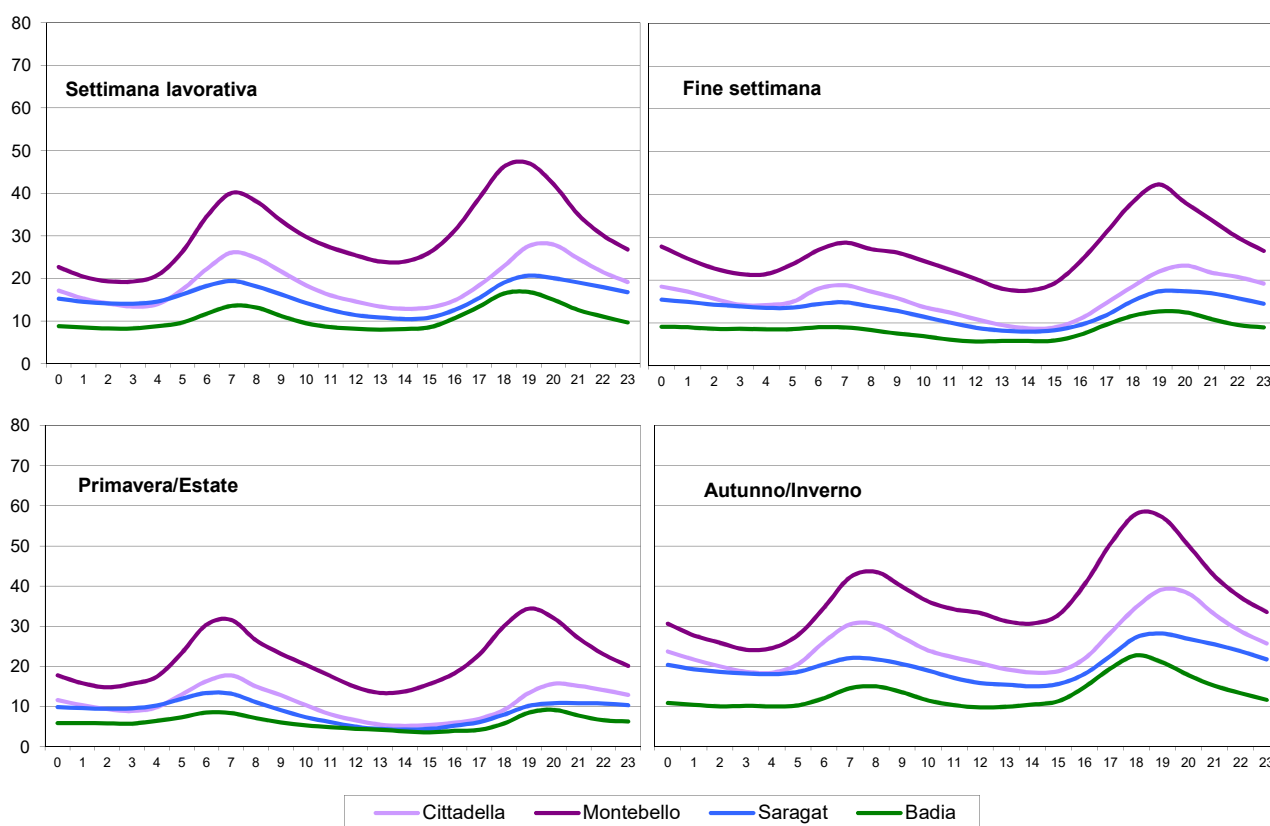 80
70
60
50
40
30
20
10
0
Settimana lavorativa
0 1 2 3 4 5 6 7 8 9 10 11 12 13 14 15 16 17 18 19 20 21 22 23
Fine settimana
0 1 2 3 4 5 6 7 8 9 10 11 12 13 14 15 16 17 18 19 20 21 22 23
80
70
60
50
40
30
20
10
0
Primavera/Estate
0 1 2 3 4 5 6 7 8 9 10 11 12 13 14 15 16 17 18 19 20 21 22 23
Autunno/Inverno
0 1 2 3 4 5 6 7 8 9 10 11 12 13 14 15 16 17 18 19 20 21 22 23
Cittadella Montebello Saragat Badia